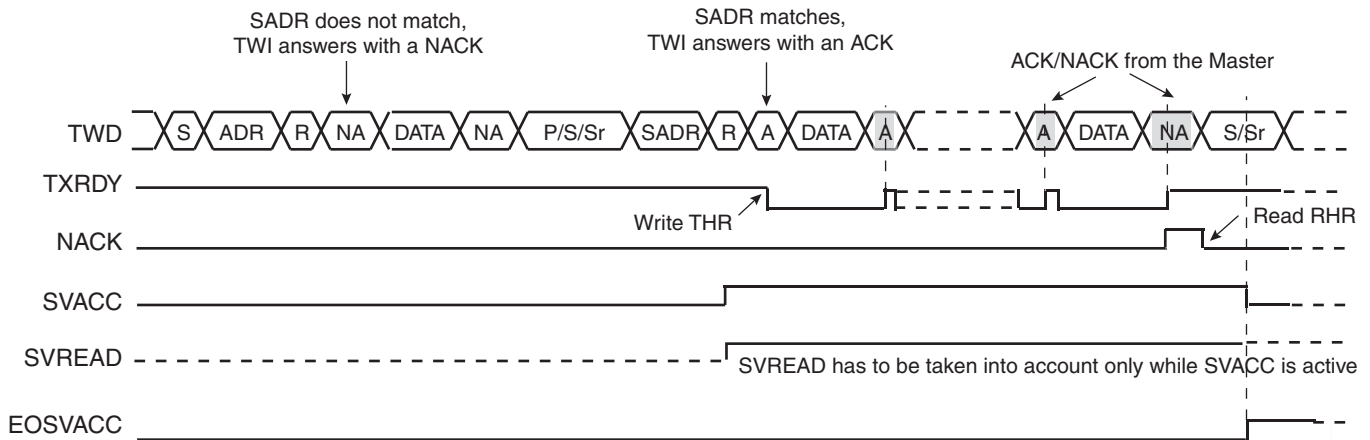 SADR does not match,
TWI answers with a NACK
SADR matches,
TWI answers with an ACK
ACK/NACK from the Master
TWD S ADR R NA DATA NA P/S/Sr SADR R A DATA A A DATA NA S/Sr
TXRDY
Write THR
Read RHR
NACK
SVACC
SVREAD
SVREAD has to be taken into account only while SVACC is active
EOSVACC